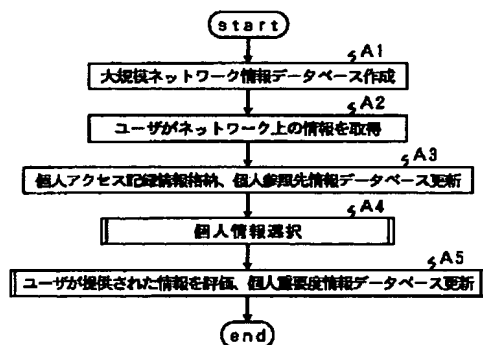 start
A1
大規模ネットワーク情報データベース作成
A2
ユーザがネットワーク上の情報を取得
A3
個人アクセス記録情報格納、個人参照先情報データベース更新
A4
個人情報選択
A5
ユーザが提供された情報を評価、個人重要度情報データベース更新
end